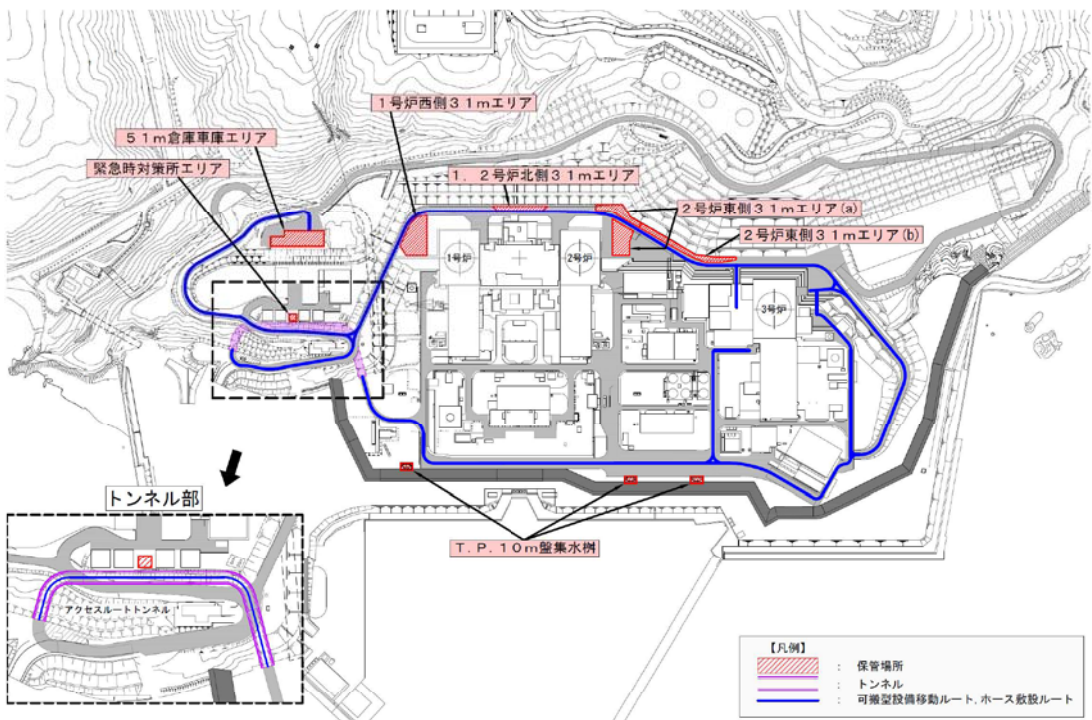 １号炉西側３１ｍエリア
５１ｍ倉庫車庫エリア
緊急時対策所エリア
１．２号炉北側３１ｍエリア
２号炉東側３１ｍエリア(a)
２号炉東側３１ｍエリア(b)
1号炉
2号炉
3号炉
トンネル部
Ｔ．Ｐ．１０ｍ盤集水桝
アクセスルートトンネル
【凡例】
： 保管場所
： トンネル
： 可搬型設備移動ルート，ホース敷設ルート